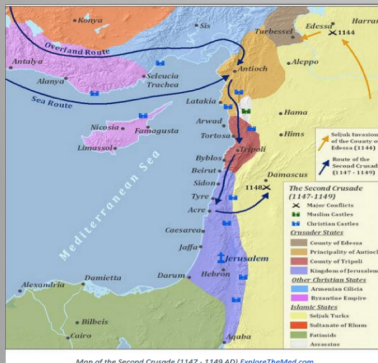 Konya
Sis
Edessa
Harran
Turbessel
1144
Overland Route
Antalya
Alanya
Seleucia
Trachea
Antioch
Aleppo
Sea Route
Latakia
Nicosia
Famagusta
Limassol
Arwad
Hama
Tortosa
Hims
Tripoli
Byblos
Beirut
Sidon
Damascus
1148
Tyre
Acre
Mediterranean Sea
Caesarea
Jaffa
Jerusalem
Hebron
Darum
Alexandria
Damietta
Bilbeis
Cairo
Aqaba
Seljuk Invasion
of the County of
Edessa (1144)
Route of the
Second Crusade
(1147 - 1149)
The Second Crusade
(1147-1149)
Major Conflicts
Muslim Castles
Christian Castles
Crusader States
County of Edessa
Principality of Antioch
County of Tripoli
Kingdom of Jerusalem
Other Christian States
Armenian Cilicia
Byzantine Empire
Islamic States
Seljuk Turks
Sultanate of Rhum
Fatimids
Assassins
Map of the Second Crusade (1147 - 1149 AD) ExploreTheMed.com